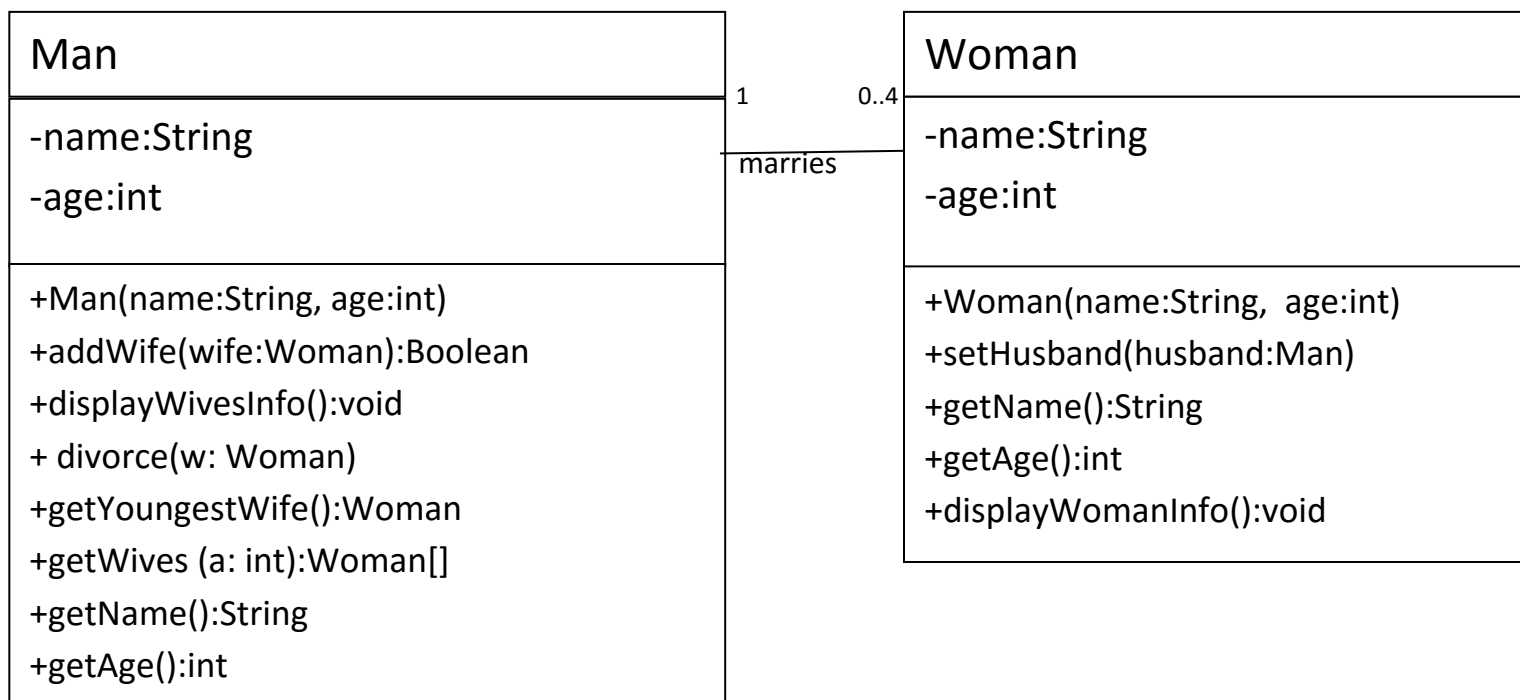 Man
-name:String
-age:int
+Man(name:String, age:int)
+addWife(wife:Woman):Boolean
+displayWivesInfo():void
+ divorce(w: Woman)
+getYoungestWife():Woman
+getWives (a: int):Woman[]
+getName():String
+getAge():int
1
0..4
marries
Woman
-name:String
-age:int
+Woman(name:String, age:int)
+setHusband(husband:Man)
+getName():String
+getAge():int
+displayWomanInfo():void